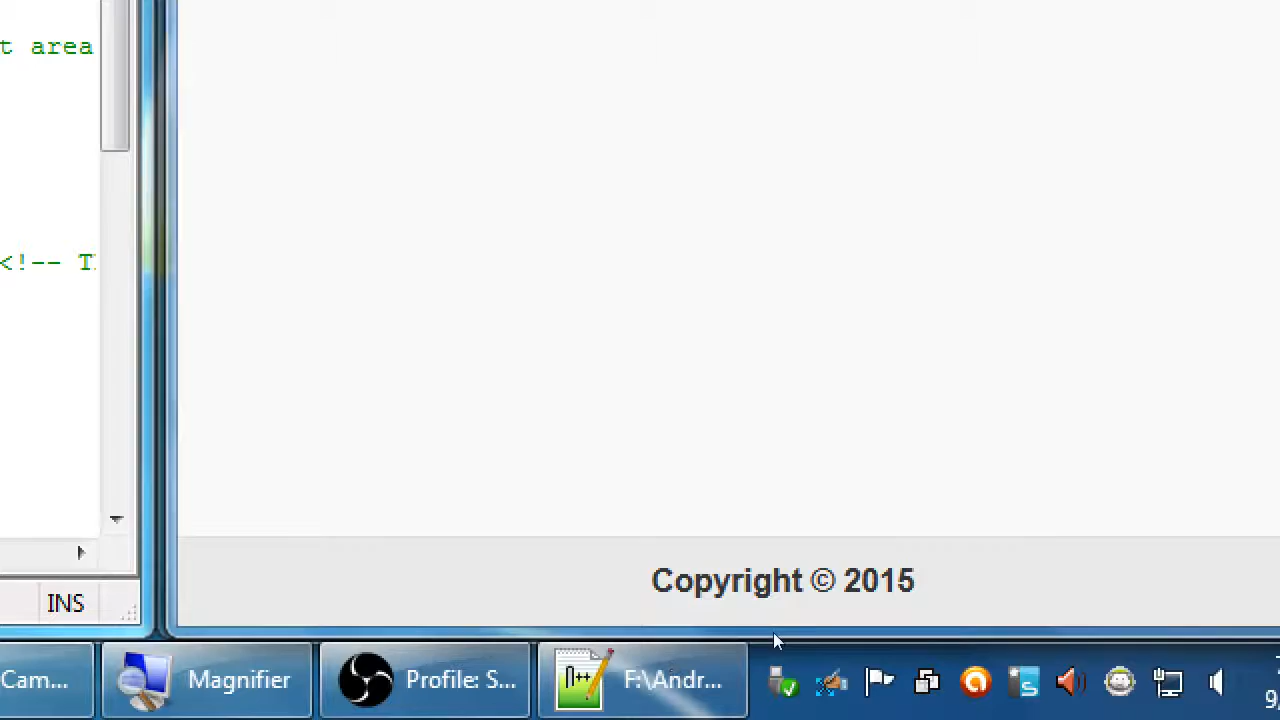 t area
<!-- T
INS
Copyright © 2015
Cam...
Magnifier
Profile: S...
F:\Andr...